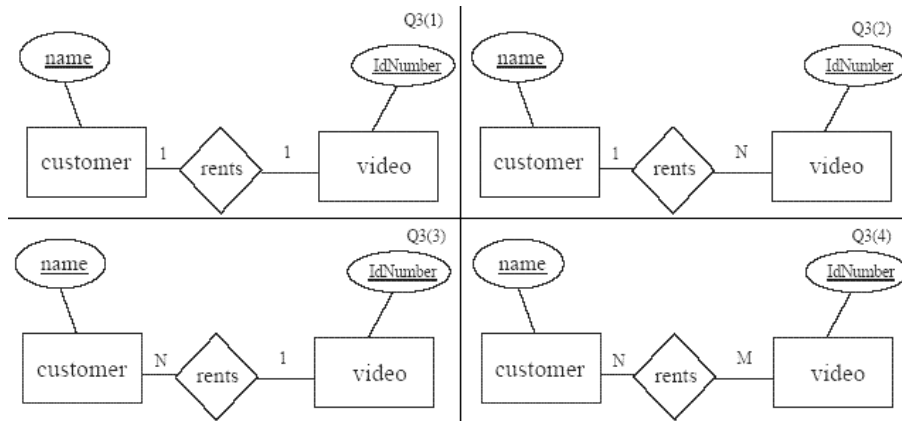 Q3(1)
name
IdNumber
customer
1
rents
1
video
Q3(2)
name
IdNumber
customer
1
rents
N
video
Q3(3)
name
IdNumber
customer
N
rents
1
video
Q3(4)
name
IdNumber
customer
N
rents
M
video